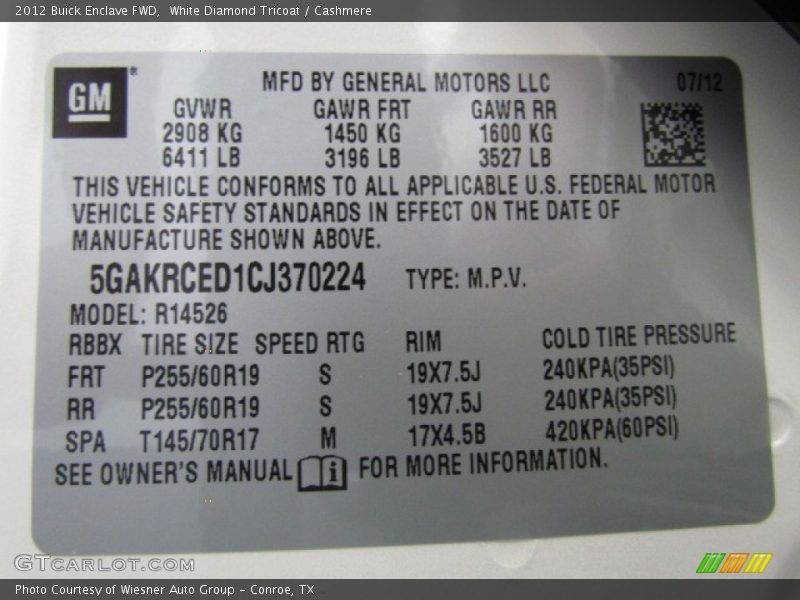 2012 Buick Enclave FWD,  White Diamond Tricoat / Cashmere
GM® MFD BY GENERAL MOTORS LLC 07/12
GVWR GAWR FRT GAWR RR
2908 KG 1450 KG 1600 KG
6411 LB 3196 LB 3527 LB
THIS VEHICLE CONFORMS TO ALL APPLICABLE U.S. FEDERAL MOTOR
VEHICLE SAFETY STANDARDS IN EFFECT ON THE DATE OF
MANUFACTURE SHOWN ABOVE.
5GAKRCED1CJ370224 TYPE: M.P.V.
MODEL: R14526
RBBX TIRE SIZE SPEED RTG RIM COLD TIRE PRESSURE
FRT P255/60R19 S 19X7.5J 240KPA(35PSI)
RR P255/60R19 S 19X7.5J 240KPA(35PSI)
SPA T145/70R17 M 17X4.5B 420KPA(60PSI)
SEE OWNER'S MANUAL i FOR MORE INFORMATION.
GTCARLOT.COM
Photo Courtesy of Wiesner Auto Group - Conroe, TX